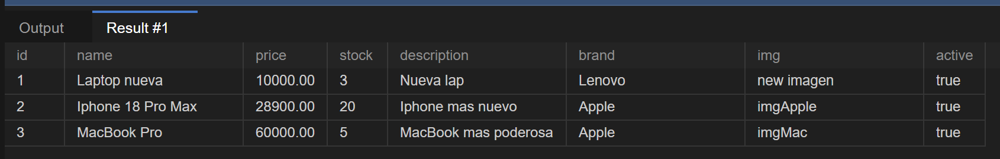 Output Result #1
id name price stock description brand img active
1 Laptop nueva 10000.00 3 Nueva lap Lenovo new imagen true
2 Iphone 18 Pro Max 28900.00 20 Iphone mas nuevo Apple imgApple true
3 MacBook Pro 60000.00 5 MacBook mas poderosa Apple imgMac true